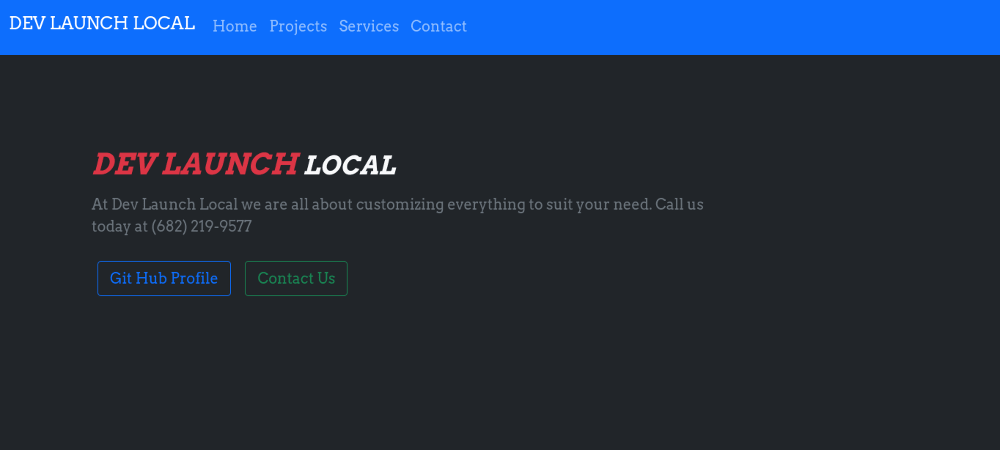 DEV LAUNCH LOCAL Home Projects Services Contact
DEV LAUNCH LOCAL
At Dev Launch Local we are all about customizing everything to suit your need. Call us
today at (682) 219-9577
Git Hub Profile Contact Us